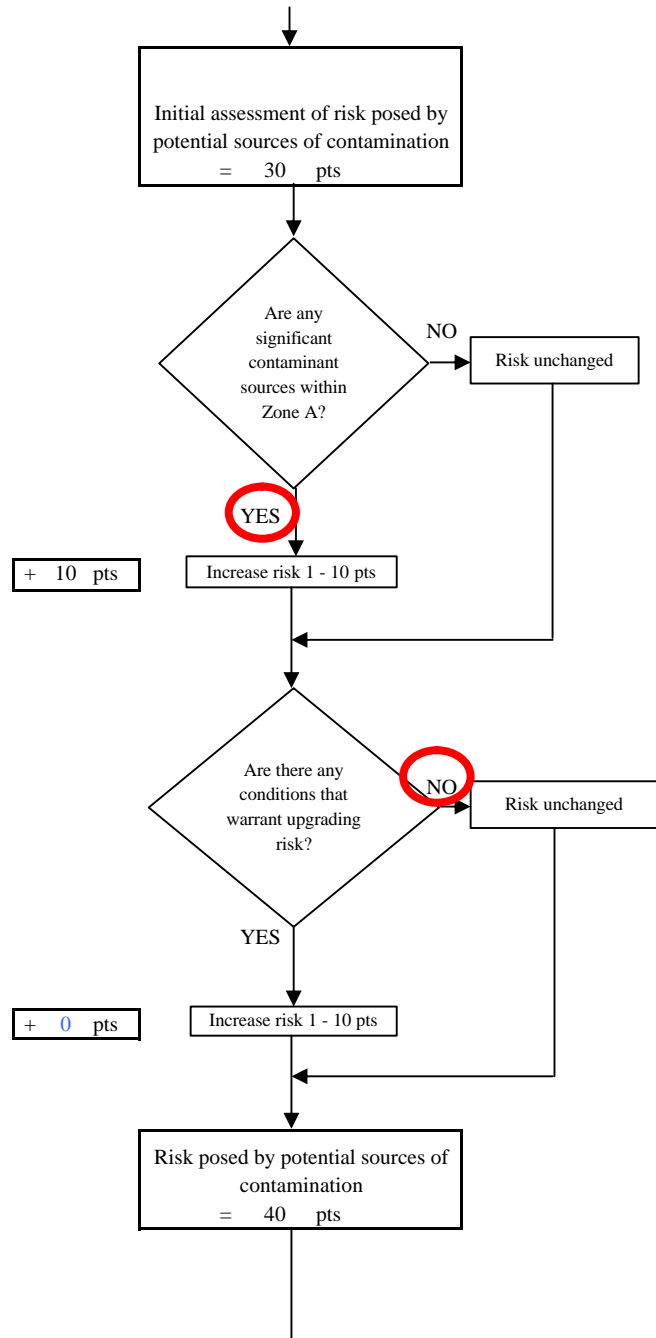 Initial assessment of risk posed by
potential sources of contamination
= 30 pts
Are any
significant
contaminant
sources within
Zone A?
NO
Risk unchanged
YES
+ 10 pts
Increase risk 1 - 10 pts
Are there any
conditions that
warrant upgrading
risk?
NO
Risk unchanged
YES
+ 0 pts
Increase risk 1 - 10 pts
Risk posed by potential sources of
contamination
= 40 pts